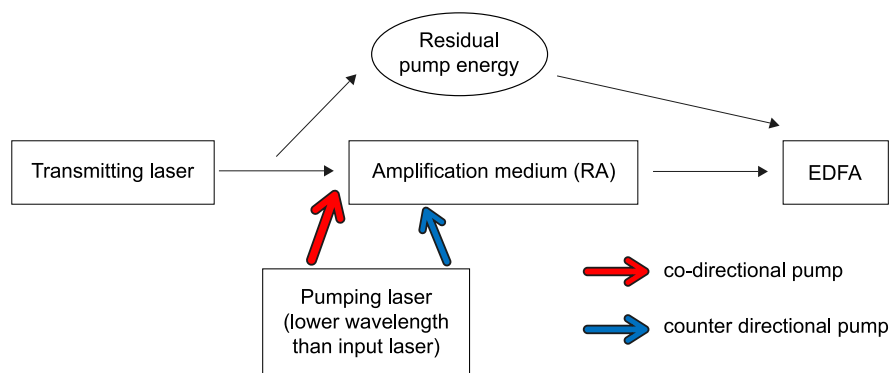 Residual
pump energy
Transmitting laser
Amplification medium (RA)
EDFA
Pumping laser
(lower wavelength
than input laser)
co-directional pump
counter directional pump